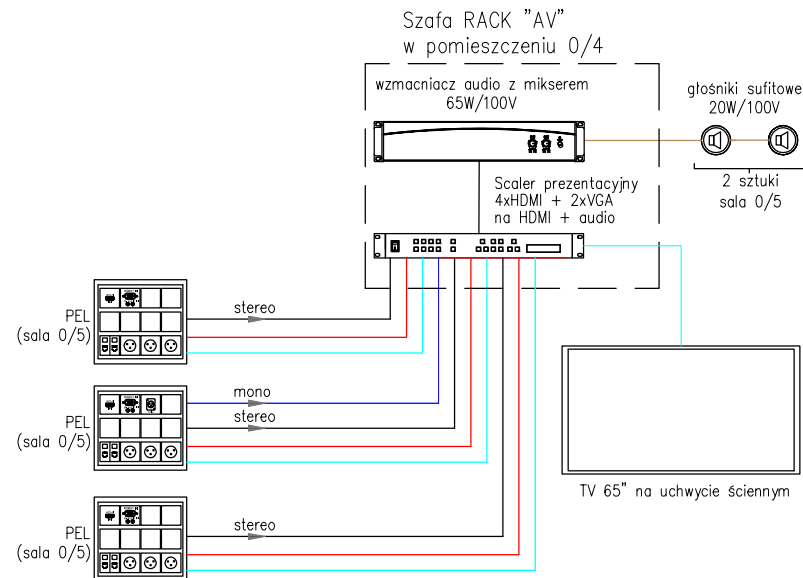 Szafa RACK "AV"
w pomieszczeniu 0/4
wzmacniacz audio z mikserem
65W/100V
głośniki sufitowe
20W/100V
2 sztuki
sala 0/5
Scaler prezentacyjny
4xHDMI + 2xVGA
na HDMI + audio
PEL
(sala 0/5)
stereo
PEL
(sala 0/5)
mono
stereo
TV 65" na uchwycie ściennym
PEL
(sala 0/5)
stereo